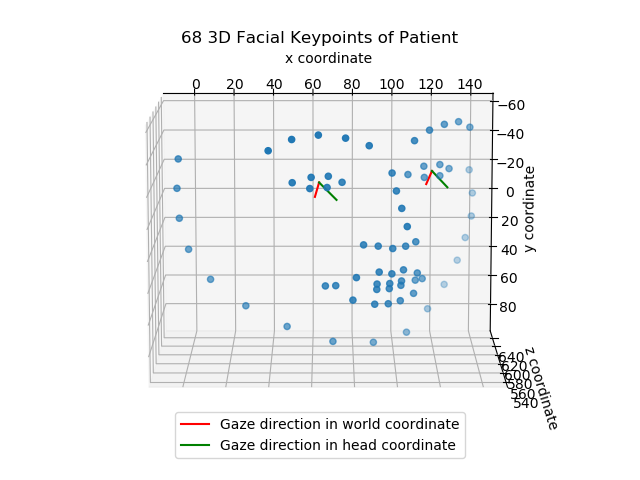 68 3D Facial Keypoints of Patient
x coordinate
0 20 40 60 80 100 120 140
−60
−40
−20
0
20
40
60
80
y coordinate
640
620
600
580
560
540
z coordinate
Gaze direction in world coordinate
Gaze direction in head coordinate